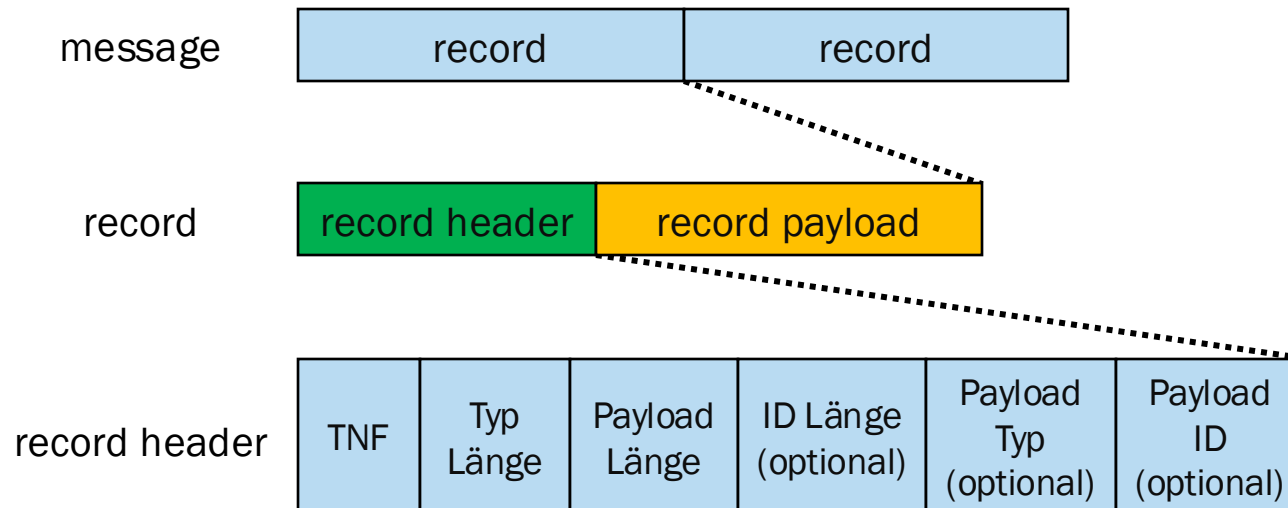 message
record
record
record
record header
record payload
record header
TNF
Typ
Länge
Payload
Länge
ID Länge
(optional)
Payload
Typ
(optional)
Payload
ID
(optional)